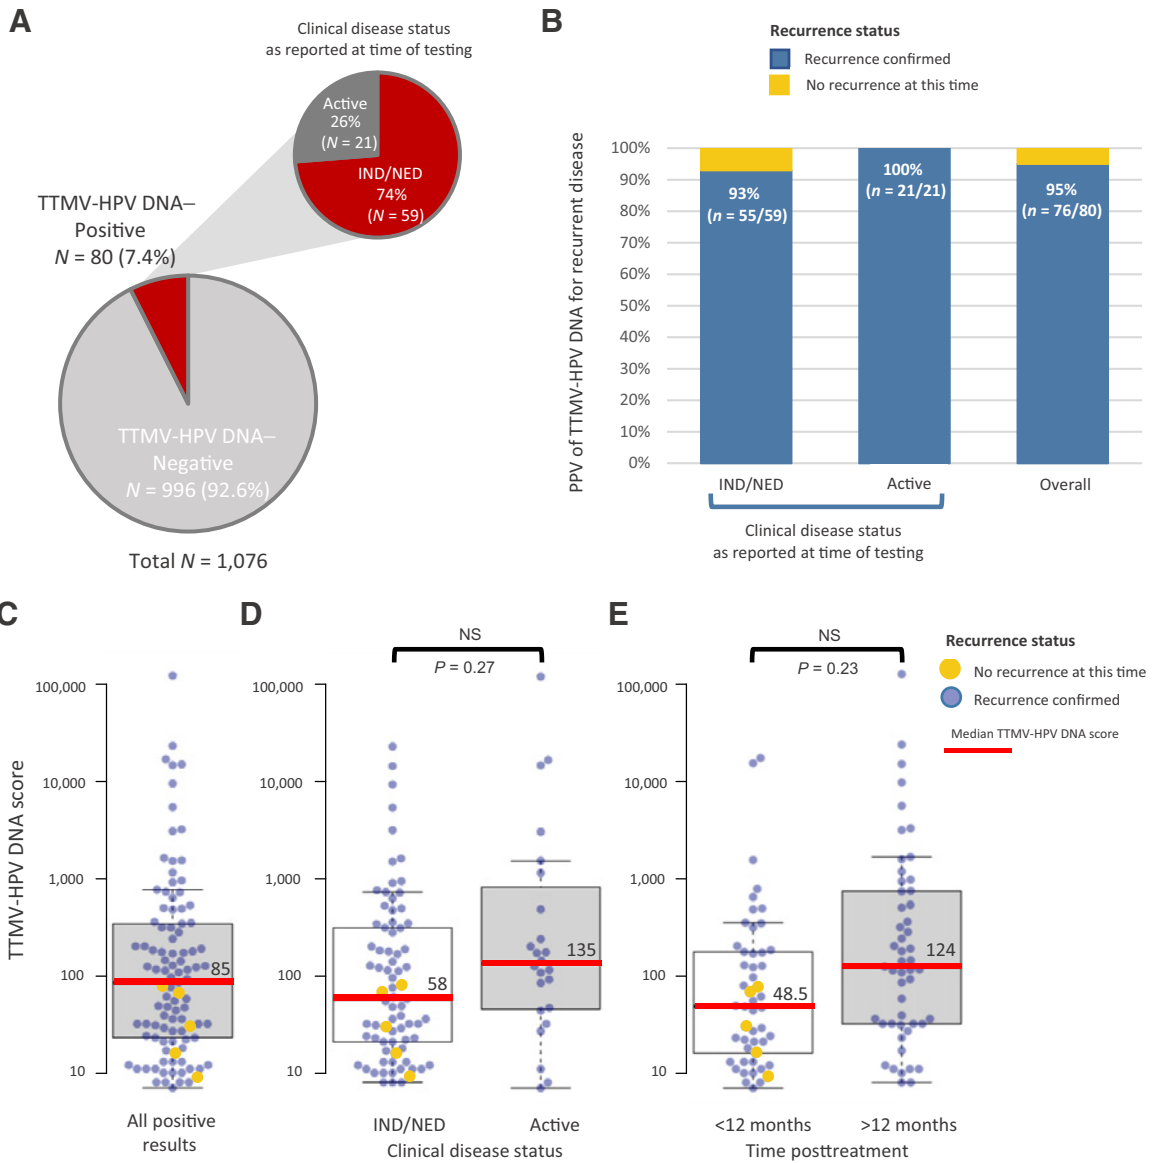 A
Clinical disease status
as reported at time of testing
Active
26%
(N = 21)
IND/NED
74%
(N = 59)
TTMV-HPV DNA–
Positive
N = 80 (7.4%)
TTMV-HPV DNA–
Negative
N = 996 (92.6%)
Total N = 1,076
B
Recurrence status
Recurrence confirmed
No recurrence at this time
PPV of TTMV-HPV DNA for recurrent disease
100%
90%
80%
70%
60%
50%
40%
30%
20%
10%
0%
93%
(n = 55/59)
100%
(n = 21/21)
95%
(n = 76/80)
IND/NED
Active
Overall
Clinical disease status
as reported at time of testing
C
TTMV-HPV DNA score
100,000
10,000
1,000
100
10
85
All positive
results
D
NS
P = 0.27
100,000
10,000
1,000
100
10
58
135
IND/NED
Active
Clinical disease status
E
NS
P = 0.23
100,000
10,000
1,000
100
10
48.5
124
<12 months
>12 months
Time posttreatment
Recurrence status
No recurrence at this time
Recurrence confirmed
Median TTMV-HPV DNA score